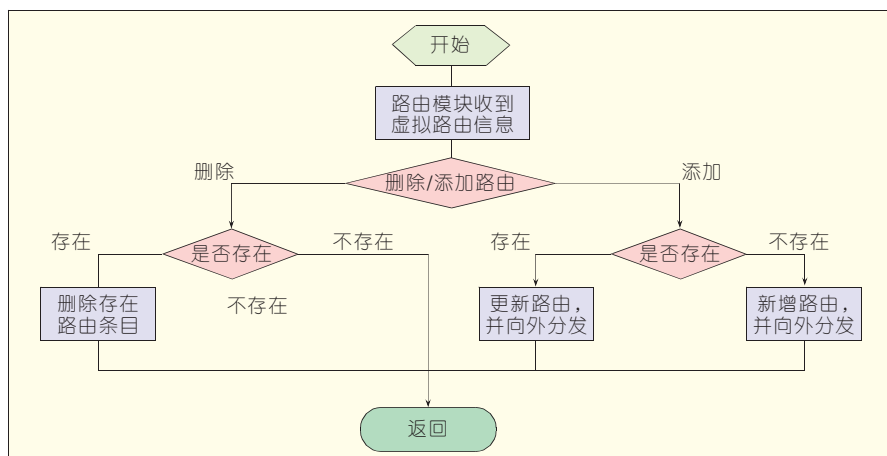 开始
路由模块收到
虚拟路由信息
删除
删除/添加路由
添加
存在
是否存在
不存在
存在
是否存在
不存在
删除存在
路由条目
不存在
更新路由，
并向外分发
新增路由，
并向外分发
返回